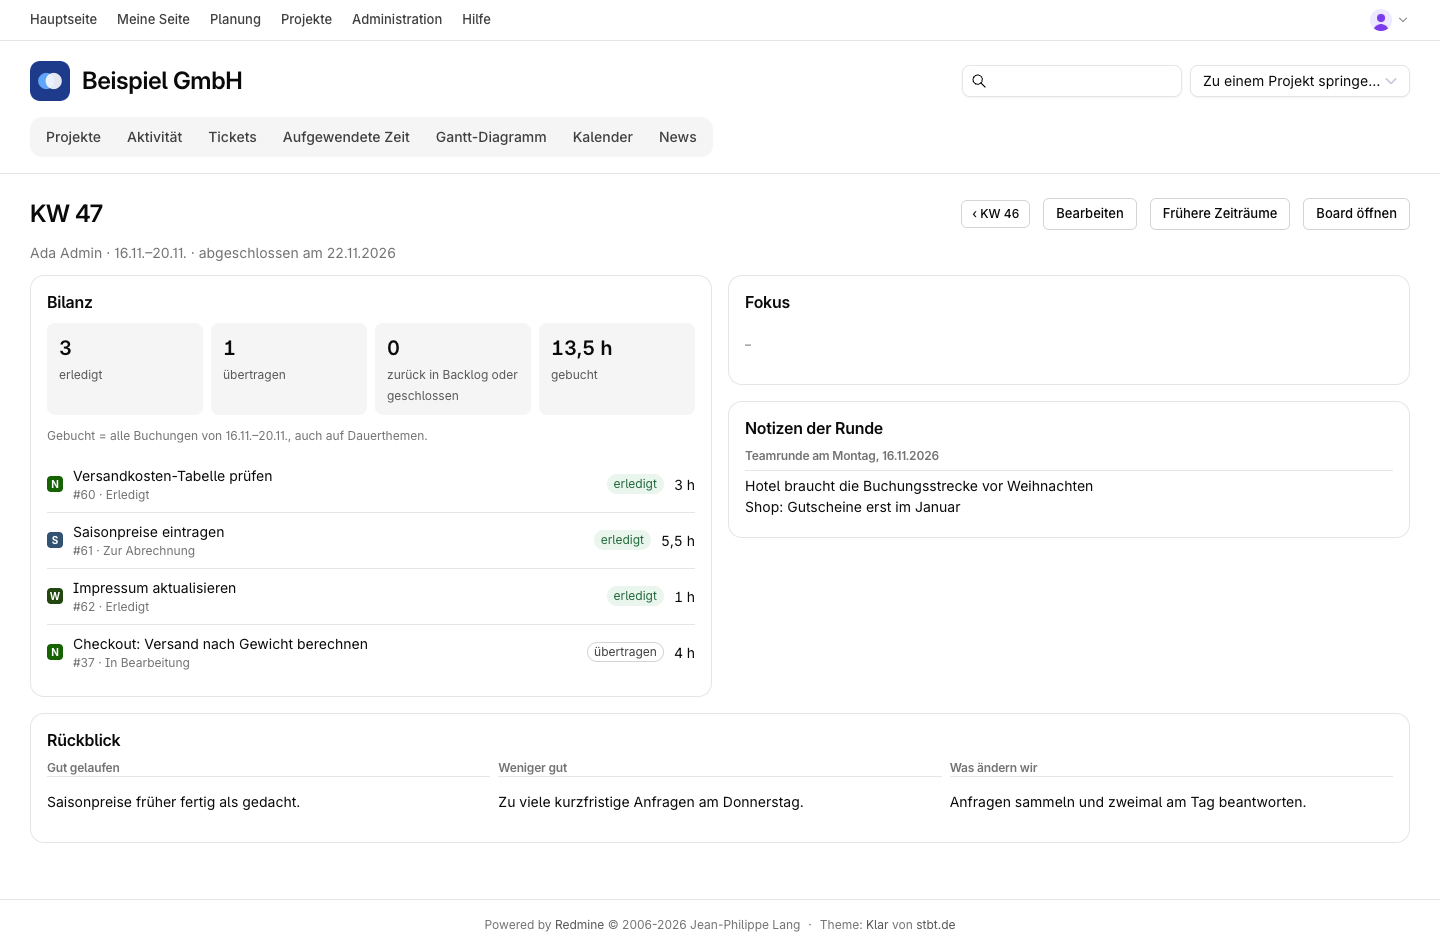 Hauptseite Meine Seite Planung Projekte Administration Hilfe
Beispiel GmbH
Zu einem Projekt springe...
Projekte Aktivität Tickets Aufgewendete Zeit Gantt-Diagramm Kalender News
KW 47
‹ KW 46 Bearbeiten Frühere Zeiträume Board öffnen
Ada Admin · 16.11.–20.11. · abgeschlossen am 22.11.2026
Bilanz
3
erledigt
1
übertragen
0
zurück in Backlog oder
geschlossen
13,5 h
gebucht
Gebucht = alle Buchungen von 16.11.–20.11., auch auf Dauerthemen.
N Versandkosten-Tabelle prüfen erledigt 3 h
#60 · Erledigt
S Saisonpreise eintragen erledigt 5,5 h
#61 · Zur Abrechnung
W Impressum aktualisieren erledigt 1 h
#62 · Erledigt
N Checkout: Versand nach Gewicht berechnen übertragen 4 h
#37 · In Bearbeitung
Fokus
–
Notizen der Runde
Teamrunde am Montag, 16.11.2026
Hotel braucht die Buchungsstrecke vor Weihnachten
Shop: Gutscheine erst im Januar
Rückblick
Gut gelaufen
Saisonpreise früher fertig als gedacht.
Weniger gut
Zu viele kurzfristige Anfragen am Donnerstag.
Was ändern wir
Anfragen sammeln und zweimal am Tag beantworten.
Powered by Redmine © 2006-2026 Jean-Philippe Lang · Theme: Klar von stbt.de